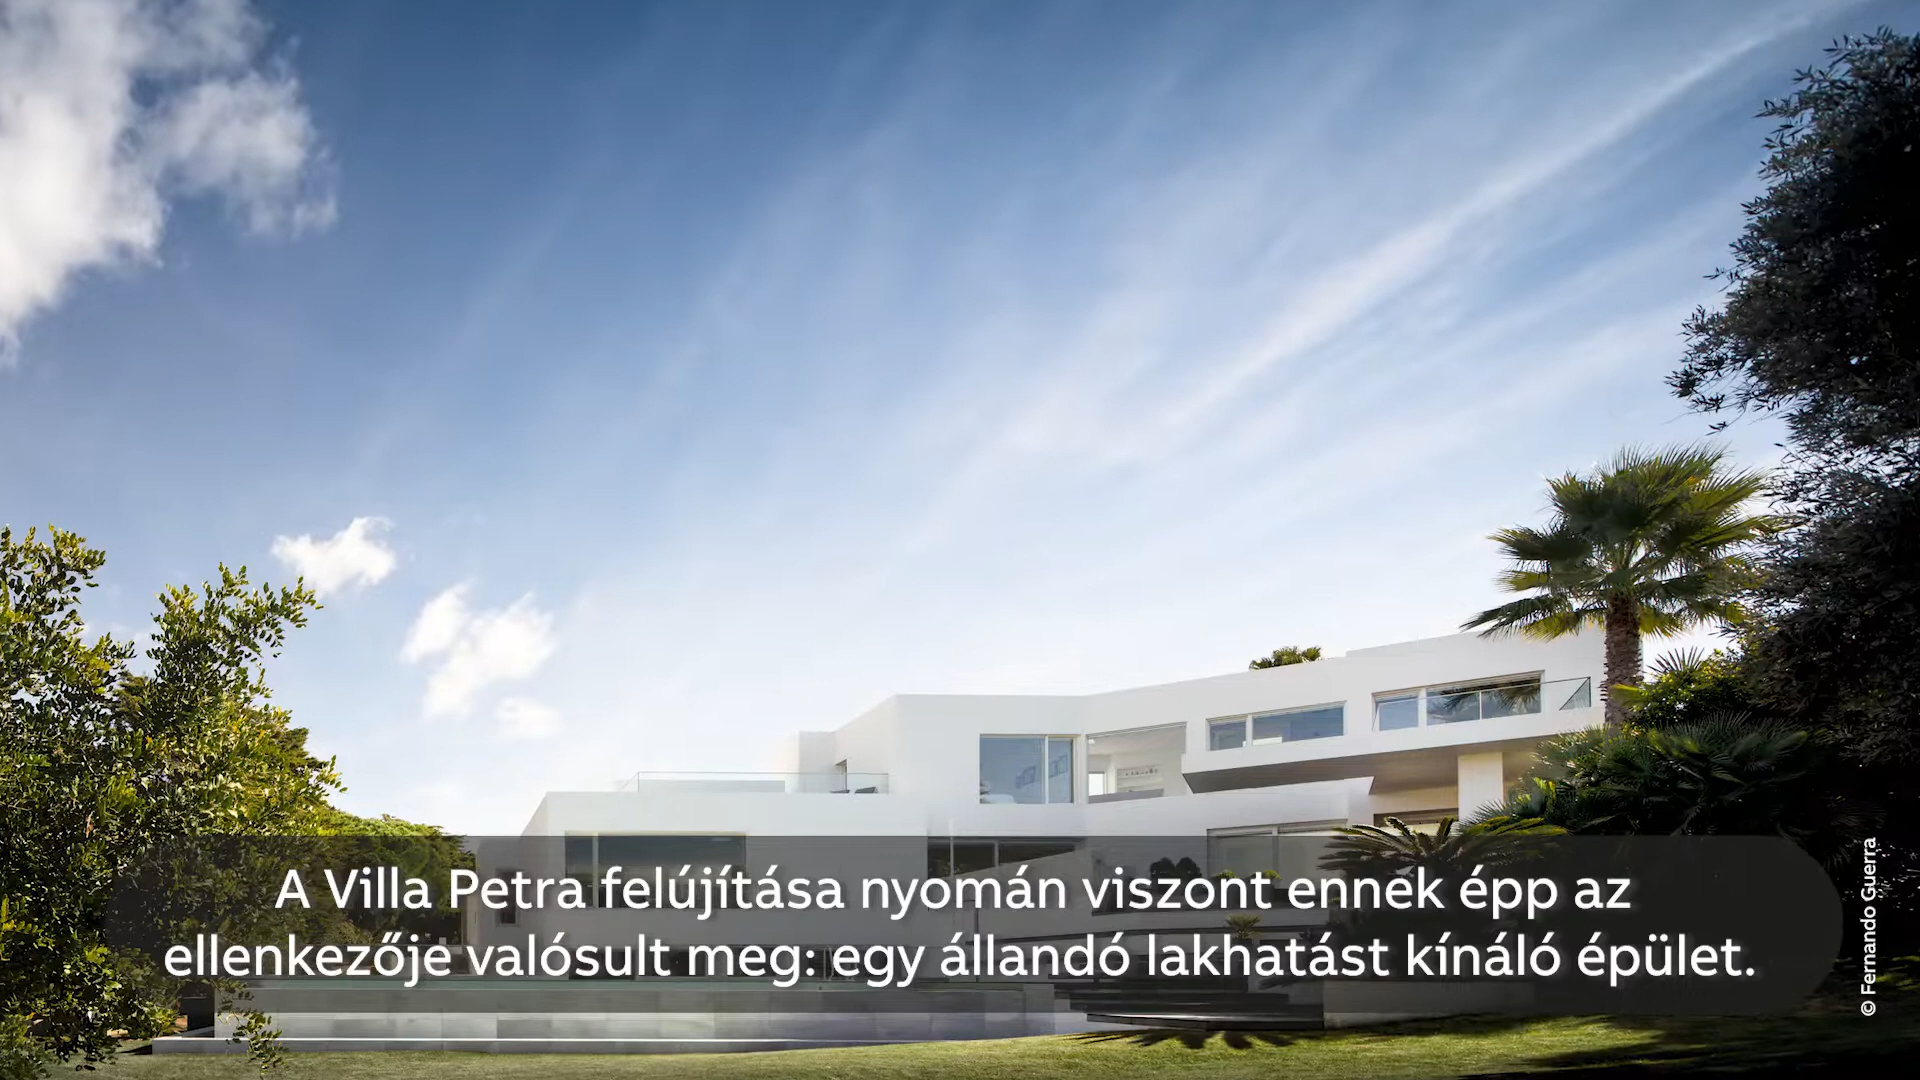 A Villa Petra felújítása nyomán viszont ennek épp az
ellenkezője valósult meg: egy állandó lakhatást kínáló épület.
© Fernando Guerra